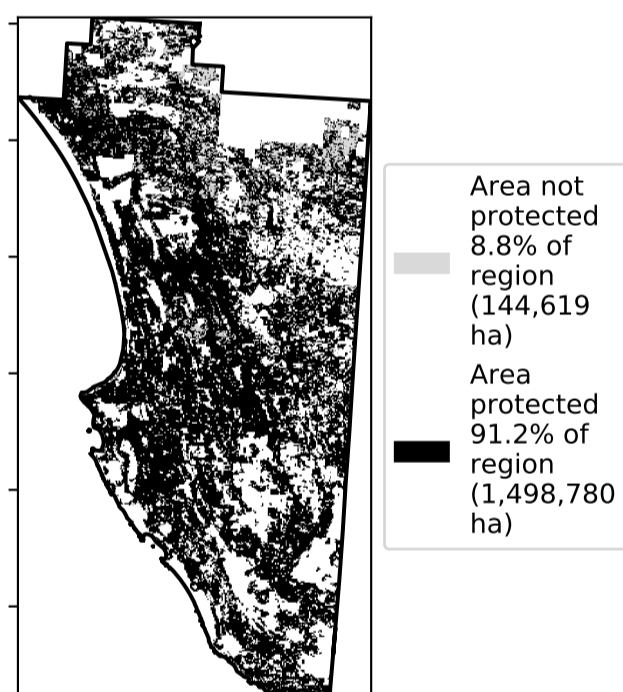 Area not
protected
8.8% of
region
(144,619
ha)
Area
protected
91.2% of
region
(1,498,780
ha)